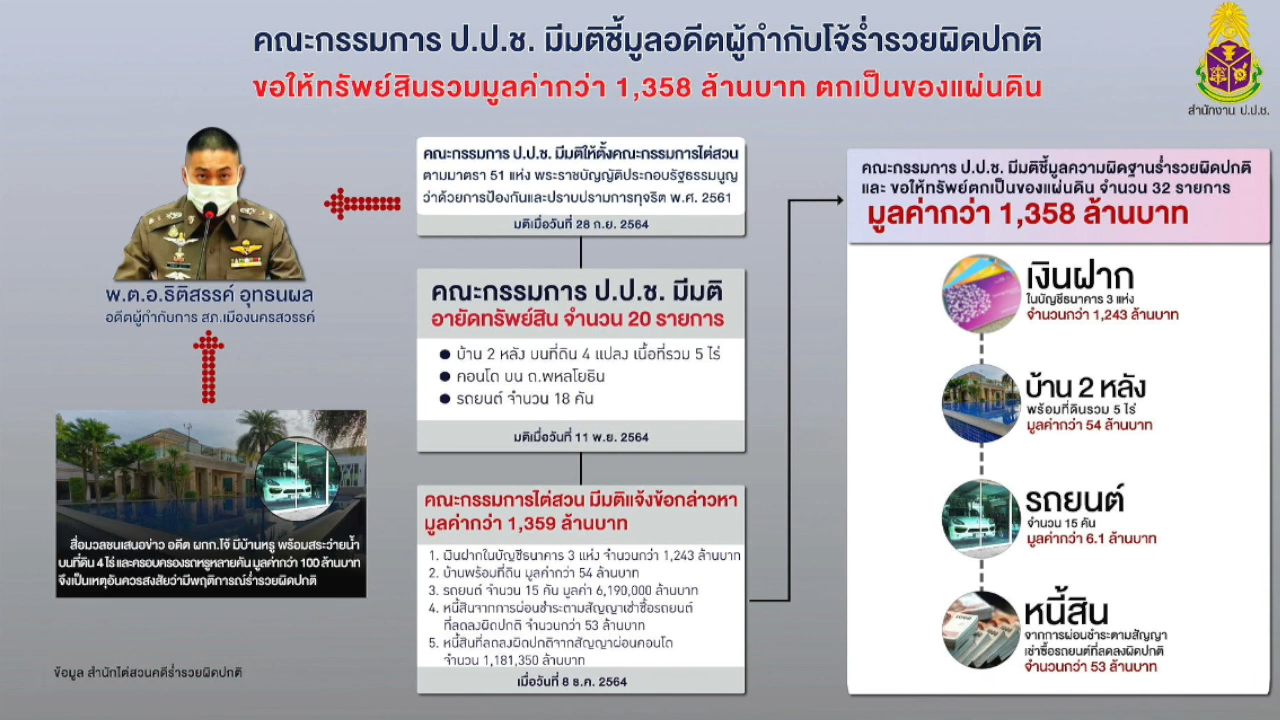 คณะกรรมการ ป.ป.ช. มีมติชี้มูลอดีตผู้กำกับโจ้ร่ำรวยผิดปกติ
ขอให้ทรัพย์สินรวมมูลค่ากว่า 1,358 ล้านบาท ตกเป็นของแผ่นดิน
สำนักงาน ป.ป.ช.
พ.ต.อ.ธิติสรรค์ อุทธนผล
อดีตผู้กำกับการ สภ.เมืองนครสวรรค์
สื่อมวลชนเสนอข่าว อดีต ผกก.โจ้ มีบ้านหรู พร้อมสระว่ายน้ำ
บนที่ดิน 4 ไร่ และครอบครองรถหรูหลายคัน มูลค่ากว่า 100 ล้านบาท
จึงเป็นเหตุอันควรสงสัยว่ามีพฤติการณ์ร่ำรวยผิดปกติ
ข้อมูล สำนักไต่สวนคดีร่ำรวยผิดปกติ
คณะกรรมการ ป.ป.ช. มีมติให้ตั้งคณะกรรมการไต่สวน
ตามมาตรา 51 แห่ง พระราชบัญญัติประกอบรัฐธรรมนูญ
ว่าด้วยการป้องกันและปราบปรามการทุจริต พ.ศ. 2561
มติเมื่อวันที่ 28 ก.ย. 2564
คณะกรรมการ ป.ป.ช. มีมติ
อายัดทรัพย์สิน จำนวน 20 รายการ
● บ้าน 2 หลัง บนที่ดิน 4 แปลง เนื้อที่รวม 5 ไร่
● คอนโด บน ถ.พหลโยธิน
● รถยนต์ จำนวน 18 คัน
มติเมื่อวันที่ 11 พ.ย. 2564
คณะกรรมการไต่สวน มีมติแจ้งข้อกล่าวหา
มูลค่ากว่า 1,359 ล้านบาท
1. เงินฝากในบัญชีธนาคาร 3 แห่ง จำนวนกว่า 1,243 ล้านบาท
2. บ้านพร้อมที่ดิน มูลค่ากว่า 54 ล้านบาท
3. รถยนต์ จำนวน 15 คัน มูลค่า 6,190,000 ล้านบาท
4. หนี้สินจากการผ่อนชำระตามสัญญาเช่าซื้อรถยนต์
ที่ลดลงผิดปกติ จำนวนกว่า 53 ล้านบาท
5. หนี้สินที่ลดลงผิดปกติจากสัญญาผ่อนคอนโด
จำนวน 1,181,350 ล้านบาท
เมื่อวันที่ 8 ธ.ค. 2564
คณะกรรมการ ป.ป.ช. มีมติชี้มูลความผิดฐานร่ำรวยผิดปกติ
และ ขอให้ทรัพย์ตกเป็นของแผ่นดิน จำนวน 32 รายการ
มูลค่ากว่า 1,358 ล้านบาท
เงินฝาก
ในบัญชีธนาคาร 3 แห่ง
จำนวนกว่า 1,243 ล้านบาท
บ้าน 2 หลัง
พร้อมที่ดินรวม 5 ไร่
มูลค่ากว่า 54 ล้านบาท
รถยนต์
จำนวน 15 คัน
มูลค่ากว่า 6.1 ล้านบาท
หนี้สิน
จากการผ่อนชำระตามสัญญา
เช่าซื้อรถยนต์ที่ลดลงผิดปกติ
จำนวนกว่า 53 ล้านบาท